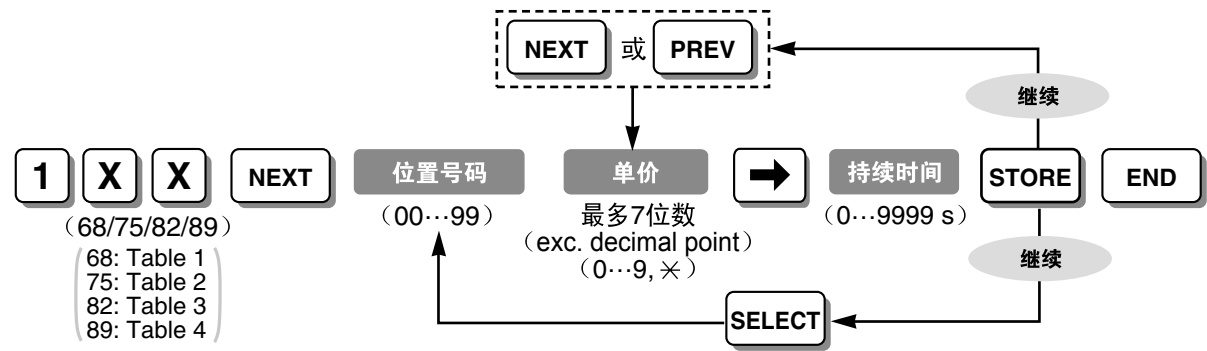 NEXT 或 PREV
继续
1 X X NEXT 位置号码 单价 → 持续时间 STORE END
(68/75/82/89) (00…99) 最多7位数 (0…9999 s)
(exc. decimal point)
(0…9, ✳)
68: Table 1
75: Table 2
82: Table 3
89: Table 4
继续
SELECT